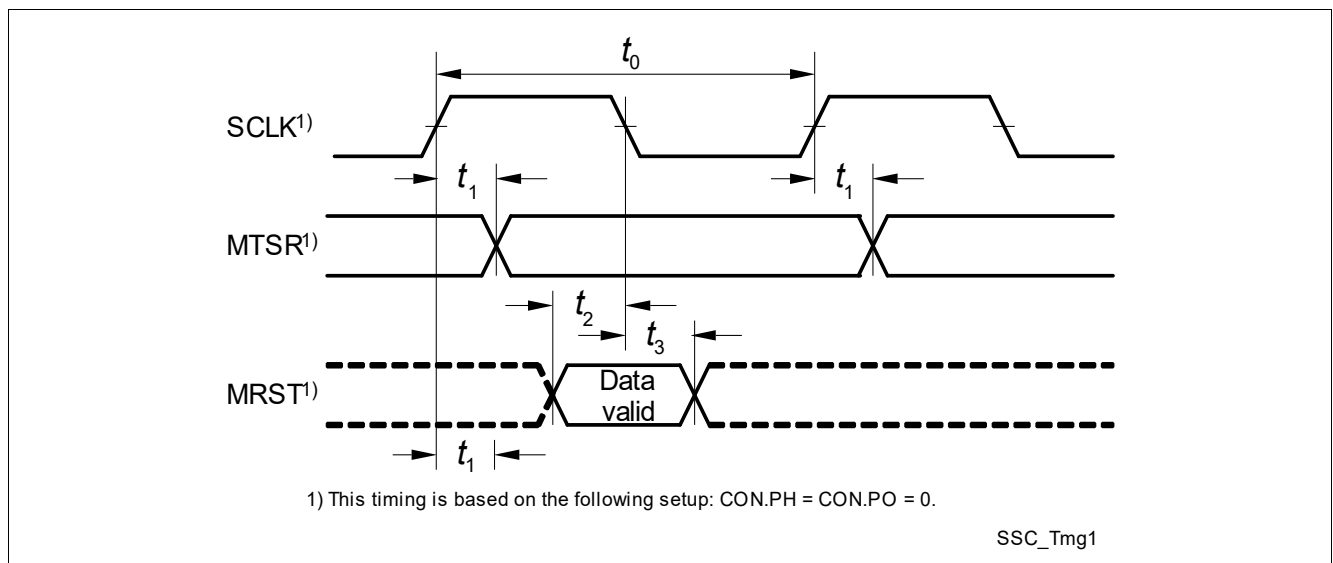 t0
SCLK1)
t1 t1
MTSR1)
t2
t3
MRST1)
Data
valid
t1
1) This timing is based on the following setup: CON.PH = CON.PO = 0.
SSC_Tmg1